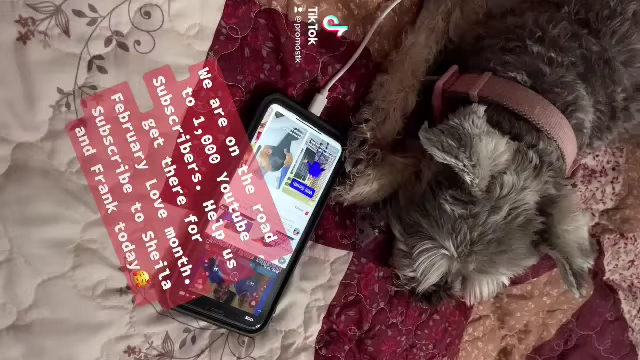 TikTok
@promostk
We are on the road
to 1,000 Youtube
Subscribers. Help us
get there for
February love month.
Subscribe to Sheila
and Frank today🥰